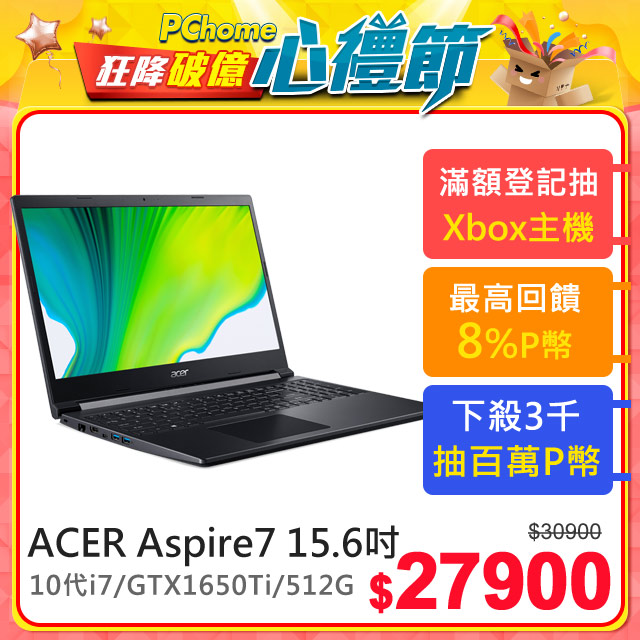 PChome
狂降破億心禮節
滿額登記抽
Xbox主機
最高回饋
8%P幣
下殺3千
抽百萬P幣
acer
ACER Aspire7 15.6吋
$30900
10代i7/GTX1650Ti/512G
$27900